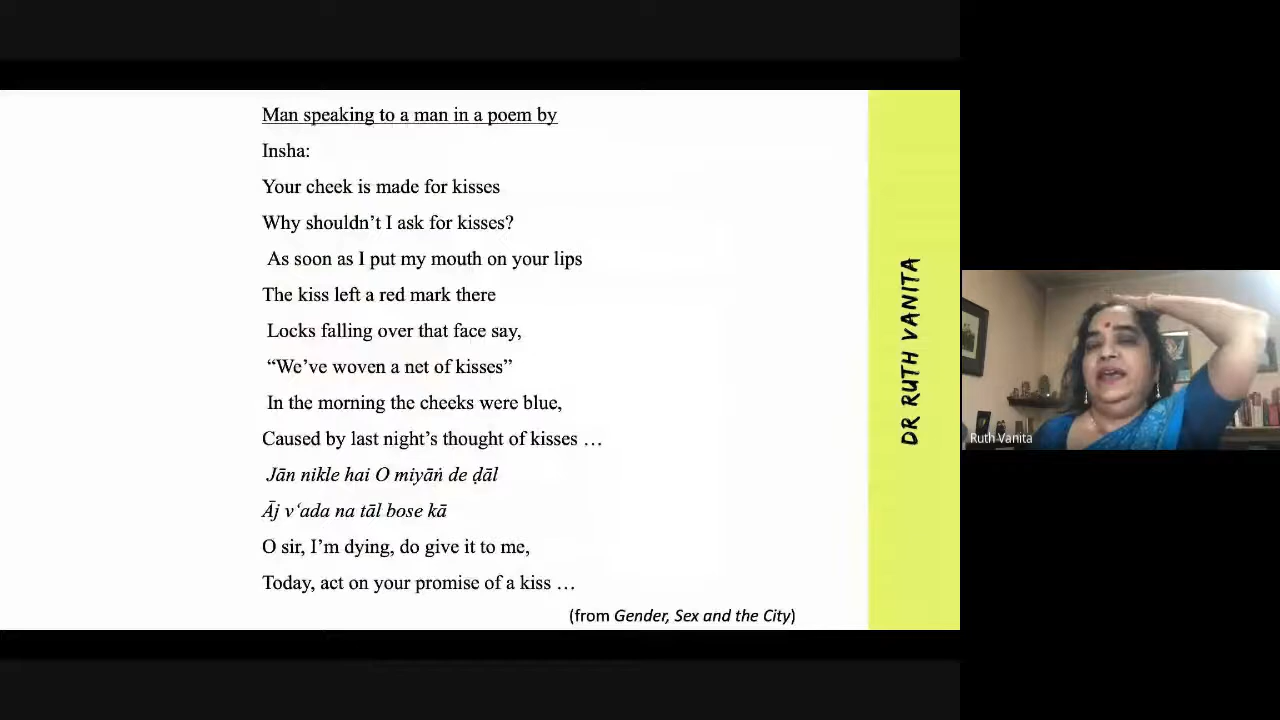 Man speaking to a man in a poem by
Insha:
Your cheek is made for kisses
Why shouldn’t I ask for kisses?
As soon as I put my mouth on your lips
The kiss left a red mark there
Locks falling over that face say,
“We’ve woven a net of kisses”
In the morning the cheeks were blue,
Caused by last night’s thought of kisses …
Jān nikle hai O miyāṅ de ḍāl
Āj v‘ada na tāl bose kā
O sir, I’m dying, do give it to me,
Today, act on your promise of a kiss …
(from Gender, Sex and the City)
DR RUTH VANITA
Ruth Vanita